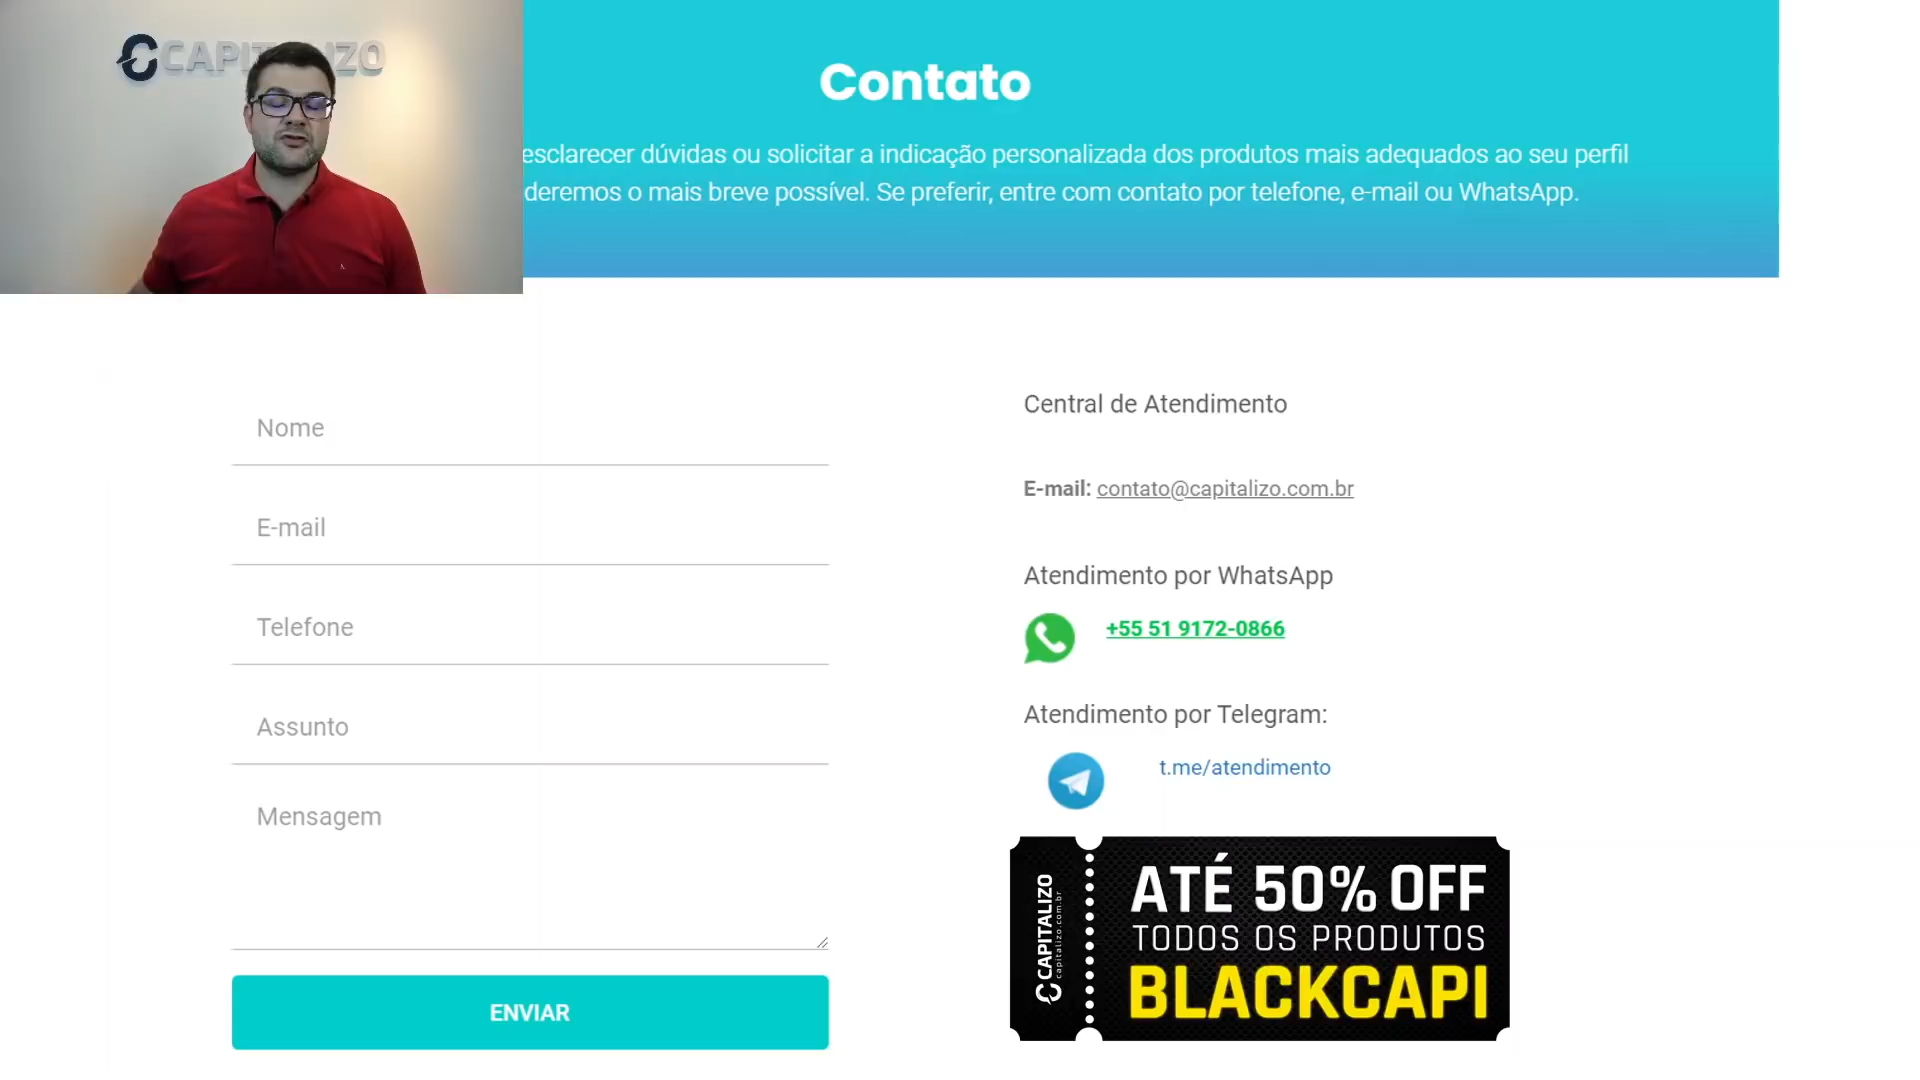 CAPITALIZO
Contato
esclarecer dúvidas ou solicitar a indicação personalizada dos produtos mais adequados ao seu perfil
deremos o mais breve possível. Se preferir, entre com contato por telefone, e-mail ou WhatsApp.
Nome
E-mail
Telefone
Assunto
Mensagem
ENVIAR
Central de Atendimento
E-mail: contato@capitalizo.com.br
Atendimento por WhatsApp
+55 51 9172-0866
Atendimento por Telegram:
t.me/atendimento
CAPITALIZO
capitalizo.com.br
ATÉ 50% OFF
TODOS OS PRODUTOS
BLACKCAPI